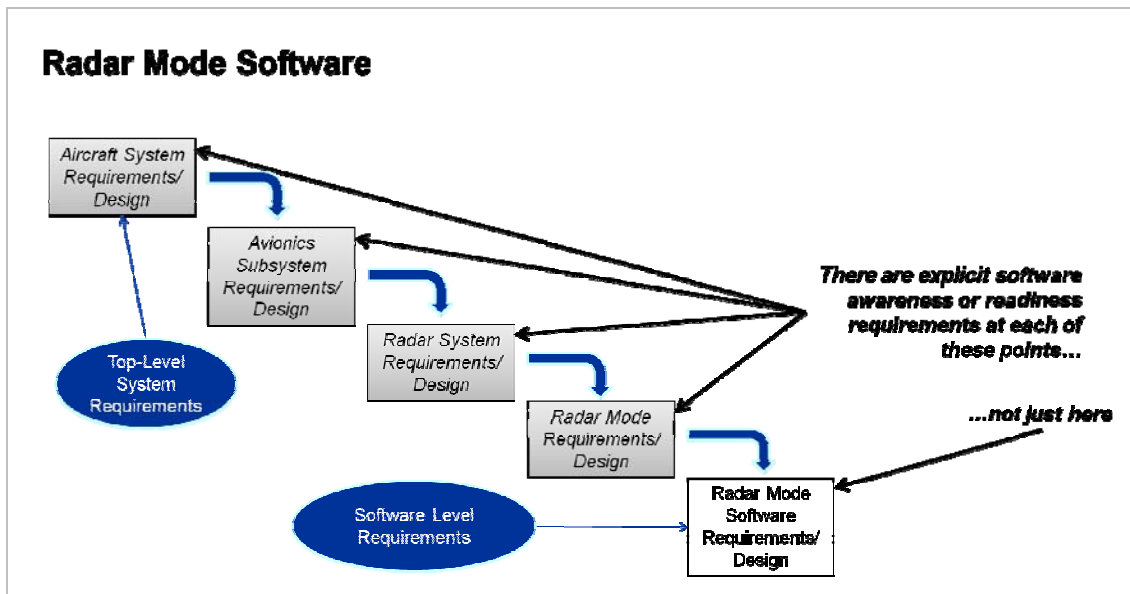 Radar Mode Software
Aircraft System
Requirements/
Design
Avionics
Subsystem
Requirements/
Design
Radar System
Requirements/
Design
Radar Mode
Requirements/
Design
Radar Mode
Software
Requirements/
Design
Top-Level
System
Requirements
Software Level
Requirements
There are explicit software
awareness or readiness
requirements at each of
these points…
…not just here